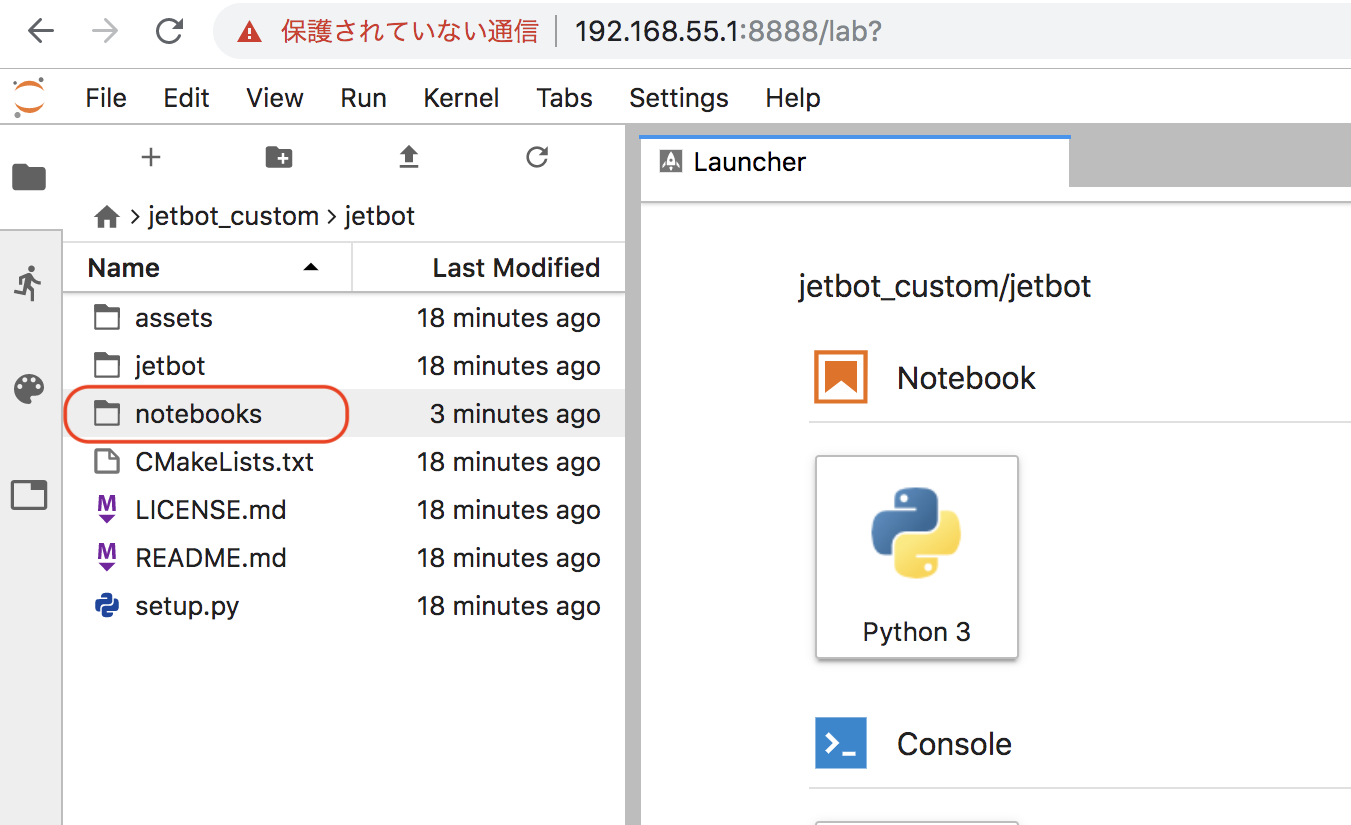 保護されていない通信 192.168.55.1:8888/lab?
File Edit View Run Kernel Tabs Settings Help
Launcher
jetbot_custom > jetbot
Name Last Modified
assets 18 minutes ago
jetbot 18 minutes ago
notebooks 3 minutes ago
CMakeLists.txt 18 minutes ago
LICENSE.md 18 minutes ago
README.md 18 minutes ago
setup.py 18 minutes ago
jetbot_custom/jetbot
Notebook
Python 3
Console